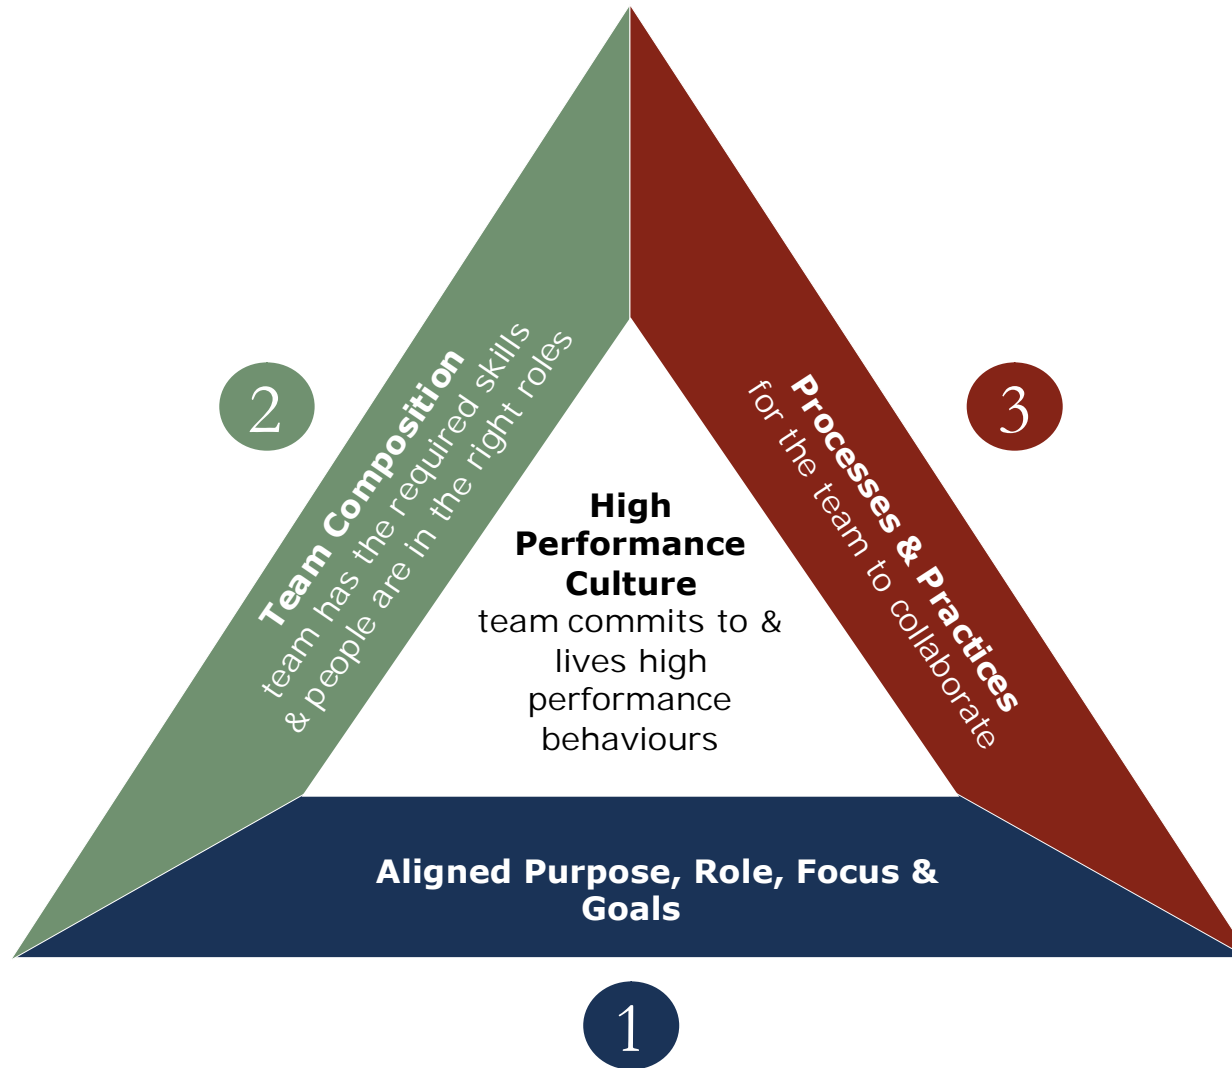 2
Team Composition
team has the required skills
& people are in the right roles
3
Processes & Practices
for the team to collaborate
High
Performance
Culture
team commits to &
lives high
performance
behaviours
Aligned Purpose, Role, Focus &
Goals
1